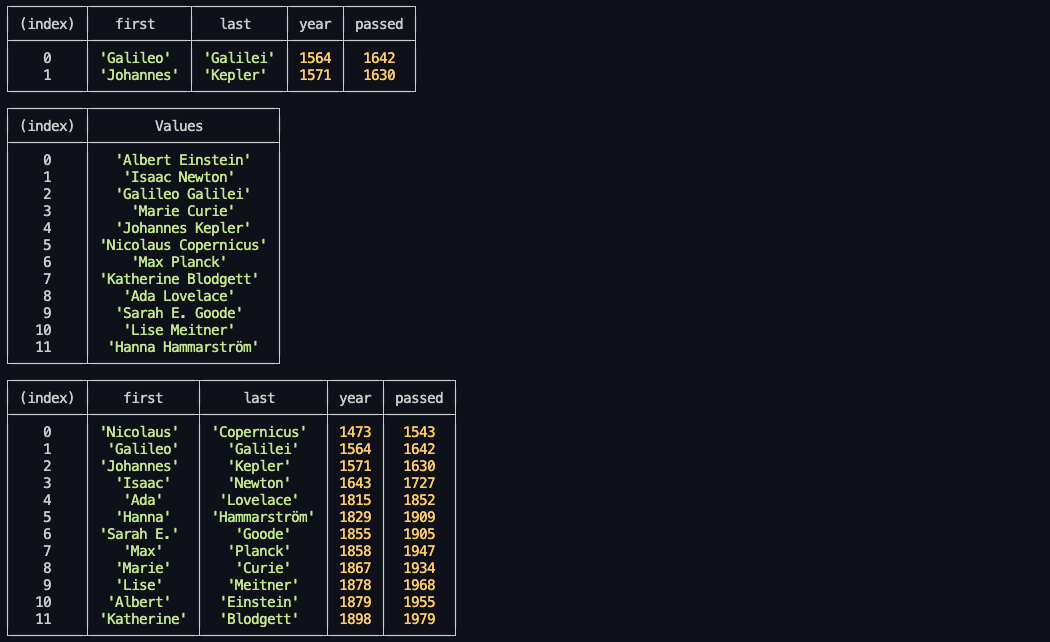 (index) first last year passed
0 'Galileo' 'Galilei' 1564 1642
1 'Johannes' 'Kepler' 1571 1630
(index) Values
0 'Albert Einstein'
1 'Isaac Newton'
2 'Galileo Galilei'
3 'Marie Curie'
4 'Johannes Kepler'
5 'Nicolaus Copernicus'
6 'Max Planck'
7 'Katherine Blodgett'
8 'Ada Lovelace'
9 'Sarah E. Goode'
10 'Lise Meitner'
11 'Hanna Hammarström'
(index) first last year passed
0 'Nicolaus' 'Copernicus' 1473 1543
1 'Galileo' 'Galilei' 1564 1642
2 'Johannes' 'Kepler' 1571 1630
3 'Isaac' 'Newton' 1643 1727
4 'Ada' 'Lovelace' 1815 1852
5 'Hanna' 'Hammarström' 1829 1909
6 'Sarah E.' 'Goode' 1855 1905
7 'Max' 'Planck' 1858 1947
8 'Marie' 'Curie' 1867 1934
9 'Lise' 'Meitner' 1878 1968
10 'Albert' 'Einstein' 1879 1955
11 'Katherine' 'Blodgett' 1898 1979